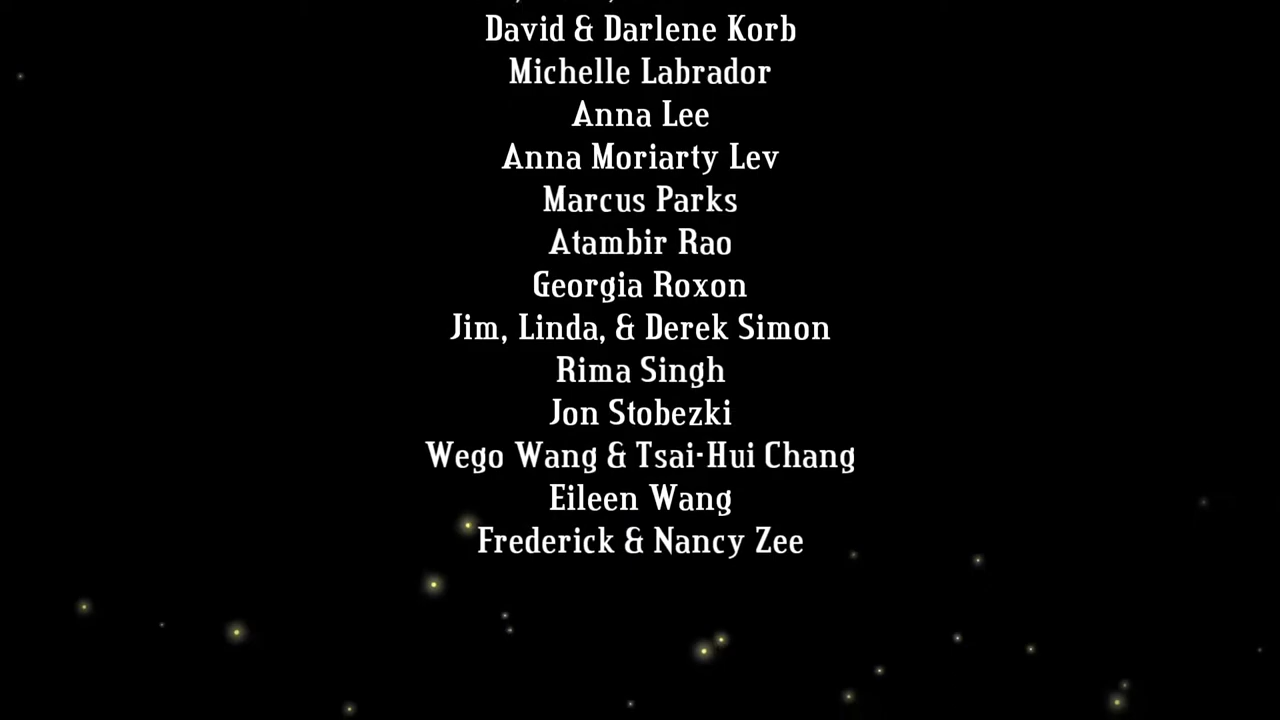 David & Darlene Korb
Michelle Labrador
Anna Lee
Anna Moriarty Lev
Marcus Parks
Atambir Rao
Georgia Roxon
Jim, Linda, & Derek Simon
Rima Singh
Jon Stobezki
Wego Wang & Tsai-Hui Chang
Eileen Wang
Frederick & Nancy Zee